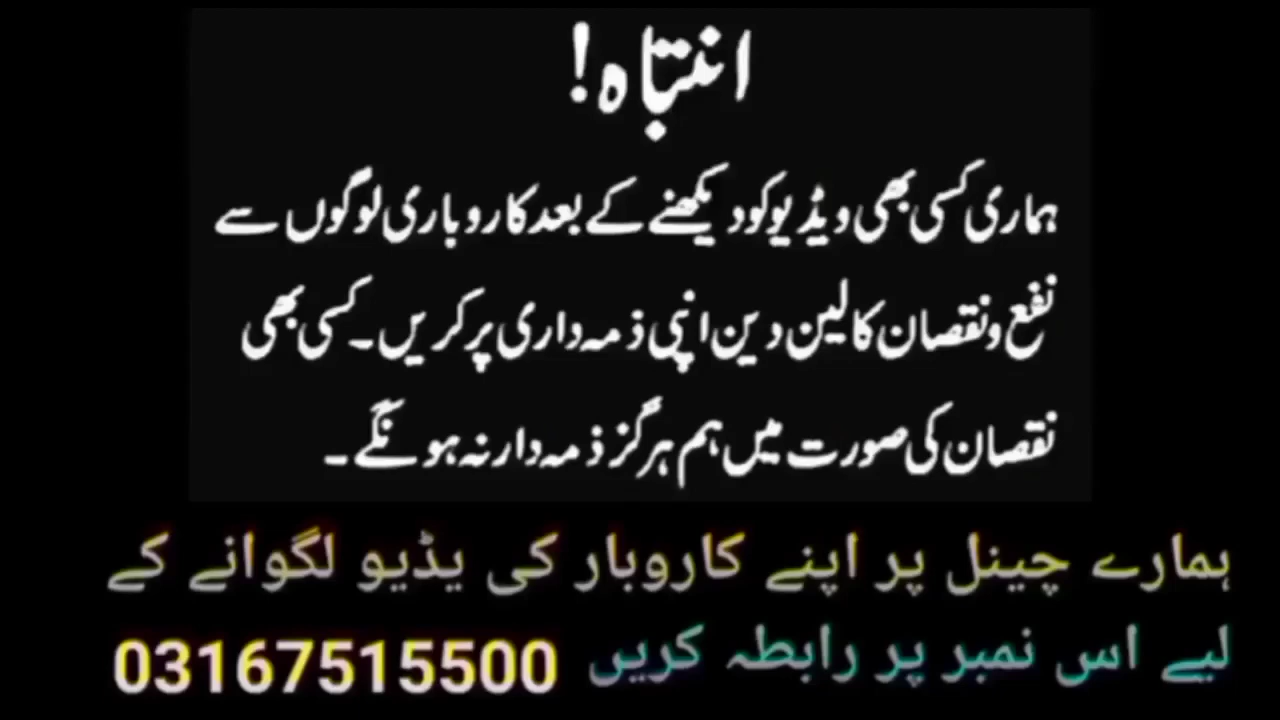 انتباہ!
ہماری کسی بھی ویڈیو کو دیکھنے کے بعد کاروباری لوگوں سے
نفع و نقصان کا لین دین اپنی ذمہ داری پر کریں۔ کسی بھی
نقصان کی صورت میں ہم ہرگز ذمہ دار نہ ہونگے۔
ہمارے چینل پر اپنے کاروبار کی یڈیو لگوانے کے
لیے اس نمبر پر رابطہ کریں 03167515500